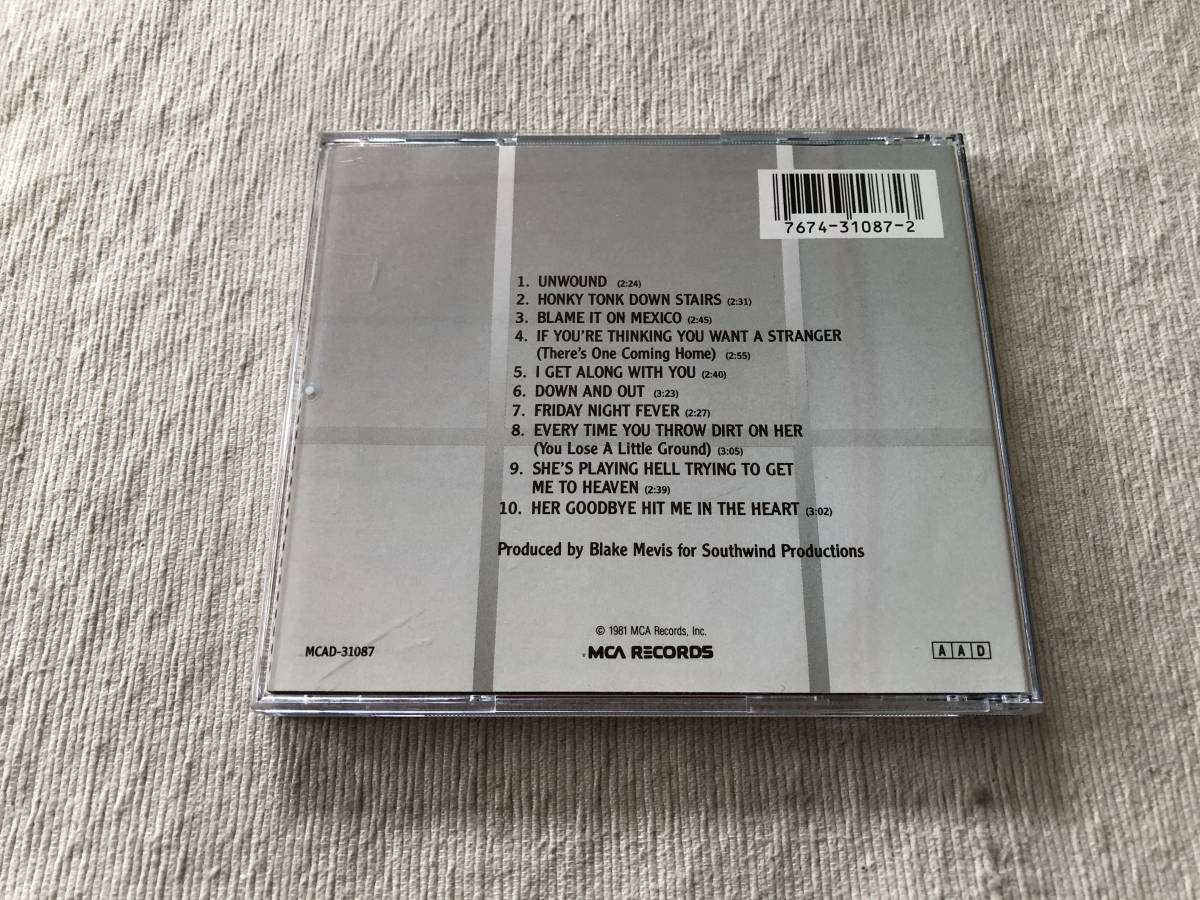 7674-31087-2
1. UNWOUND (2:24)
2. HONKY TONK DOWN STAIRS (2:31)
3. BLAME IT ON MEXICO (2:45)
4. IF YOU'RE THINKING YOU WANT A STRANGER
(There's One Coming Home) (2:55)
5. I GET ALONG WITH YOU (2:40)
6. DOWN AND OUT (3:23)
7. FRIDAY NIGHT FEVER (2:27)
8. EVERY TIME YOU THROW DIRT ON HER
(You Lose A Little Ground) (3:05)
9. SHE'S PLAYING HELL TRYING TO GET
ME TO HEAVEN (2:39)
10. HER GOODBYE HIT ME IN THE HEART (3:02)
Produced by Blake Mevis for Southwind Productions
© 1981 MCA Records, Inc.
MCAD-31087
MCA RECORDS
A A D